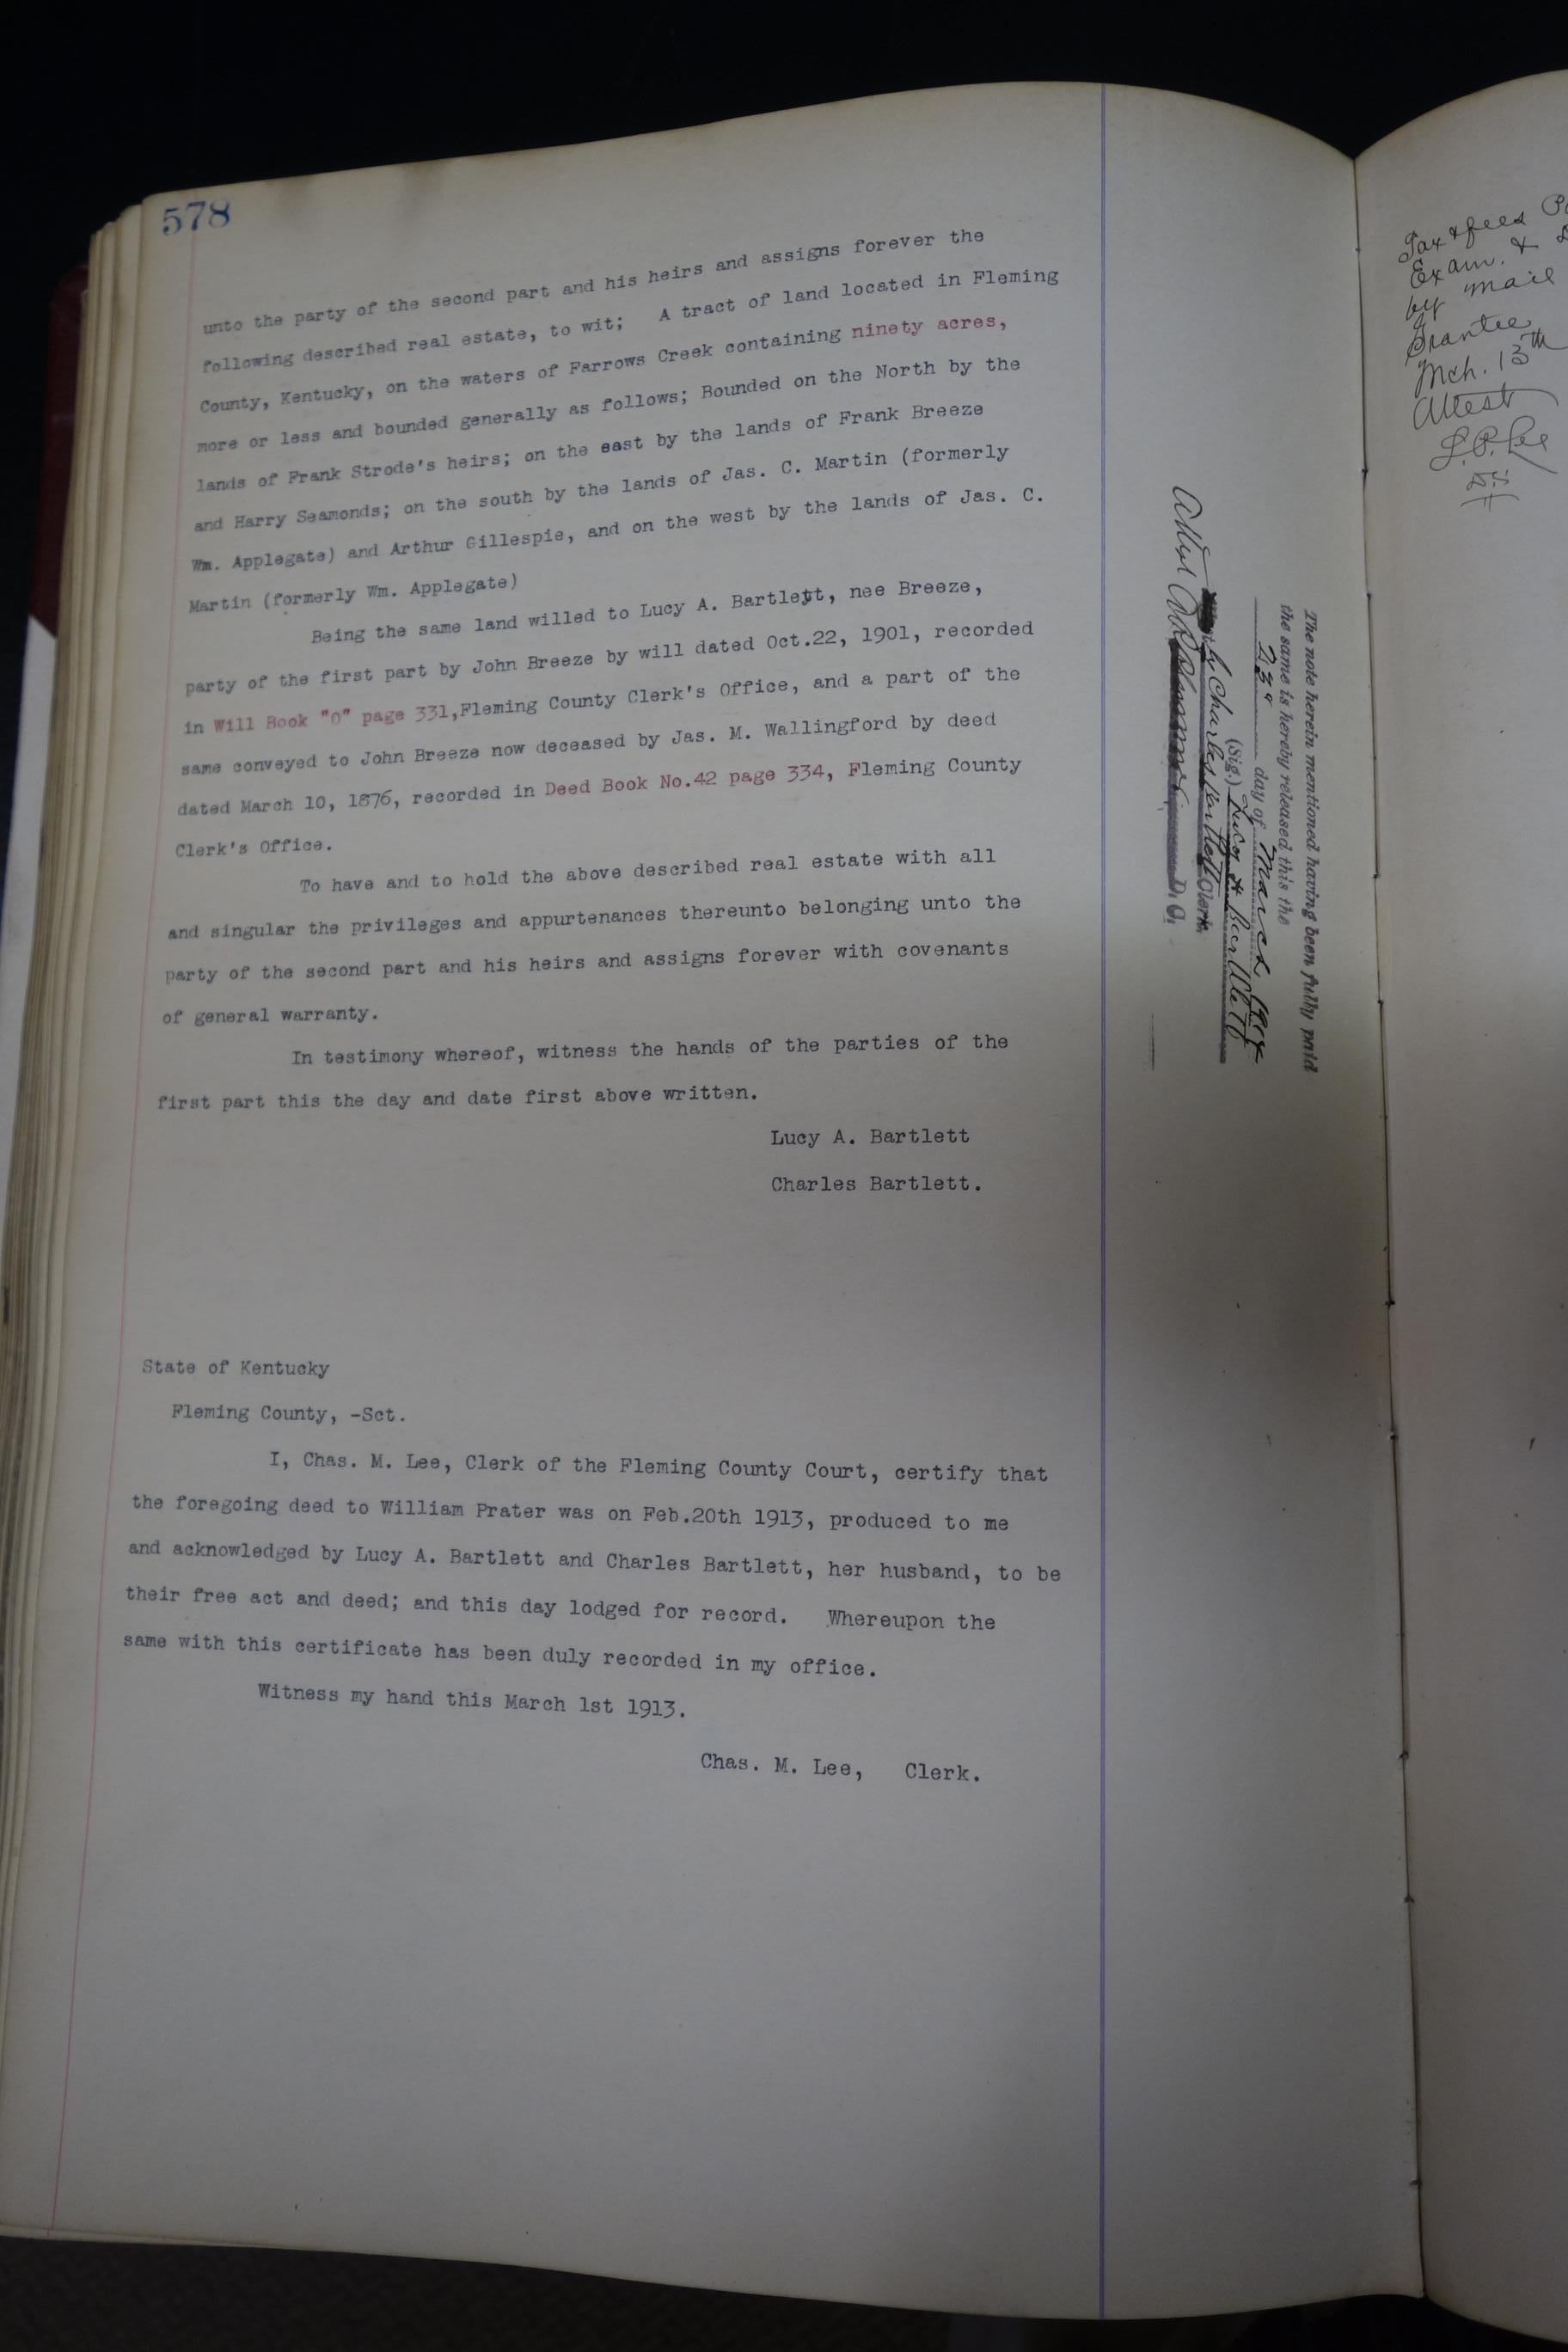 578
unto the party of the second part and his heirs and assigns forever the
following described real estate, to wit; A tract of land located in Fleming
County, Kentucky, on the waters of Farrows Creek containing ninety acres,
more or less and bounded generally as follows; Bounded on the North by the
lands of Frank Strode's heirs; on the east by the lands of Frank Breeze
and Harry Seamonds; on the south by the lands of Jas. C. Martin (formerly
Wm. Applegate) and Arthur Gillespie, and on the west by the lands of Jas. C.
Martin (formerly Wm. Applegate)
Being the same land willed to Lucy A. Bartlett, nee Breeze,
party of the first part by John Breeze by will dated Oct.22, 1901, recorded
in Will Book "O" page 331,Fleming County Clerk's Office, and a part of the
same conveyed to John Breeze now deceased by Jas. M. Wallingford by deed
dated March 10, 1876, recorded in Deed Book No.42 page 334, Fleming County
Clerk's Office.
To have and to hold the above described real estate with all
and singular the privileges and appurtenances thereunto belonging unto the
party of the second part and his heirs and assigns forever with covenants
of general warranty.
In testimony whereof, witness the hands of the parties of the
first part this the day and date first above written.
Lucy A. Bartlett
Charles Bartlett.
State of Kentucky
Fleming County, -Sct.
I, Chas. M. Lee, Clerk of the Fleming County Court, certify that
the foregoing deed to William Prater was on Feb.20th 1913, produced to me
and acknowledged by Lucy A. Bartlett and Charles Bartlett, her husband, to be
their free act and deed; and this day lodged for record. Whereupon the
same with this certificate has been duly recorded in my office.
Witness my hand this March 1st 1913.
Chas. M. Lee, Clerk.
The note herein mentioned having been fully paid
the same is hereby released this the
23 day of March
(Sig.) Lucy A Bartlett
by Charles Bartlett Clerk
Attest D. C.
Tax & fees
Exam. &
by mail
Grantee
Mch. 13th
Attest
L.P. Lee